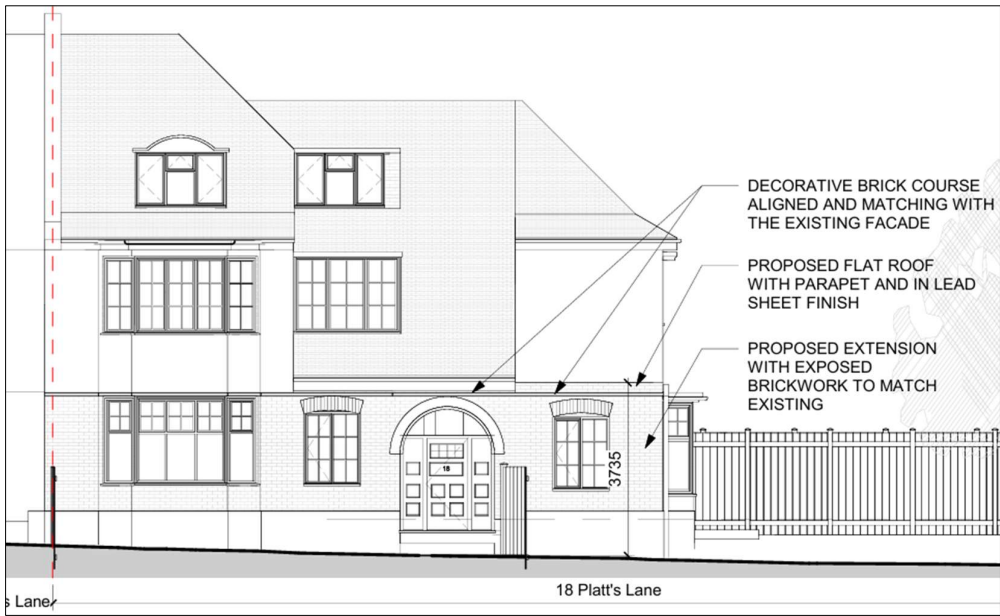 DECORATIVE BRICK COURSE
ALIGNED AND MATCHING WITH
THE EXISTING FACADE
PROPOSED FLAT ROOF
WITH PARAPET AND IN LEAD
SHEET FINISH
PROPOSED EXTENSION
WITH EXPOSED
BRICKWORK TO MATCH
EXISTING
3735
18
18 Platt's Lane
s Lane